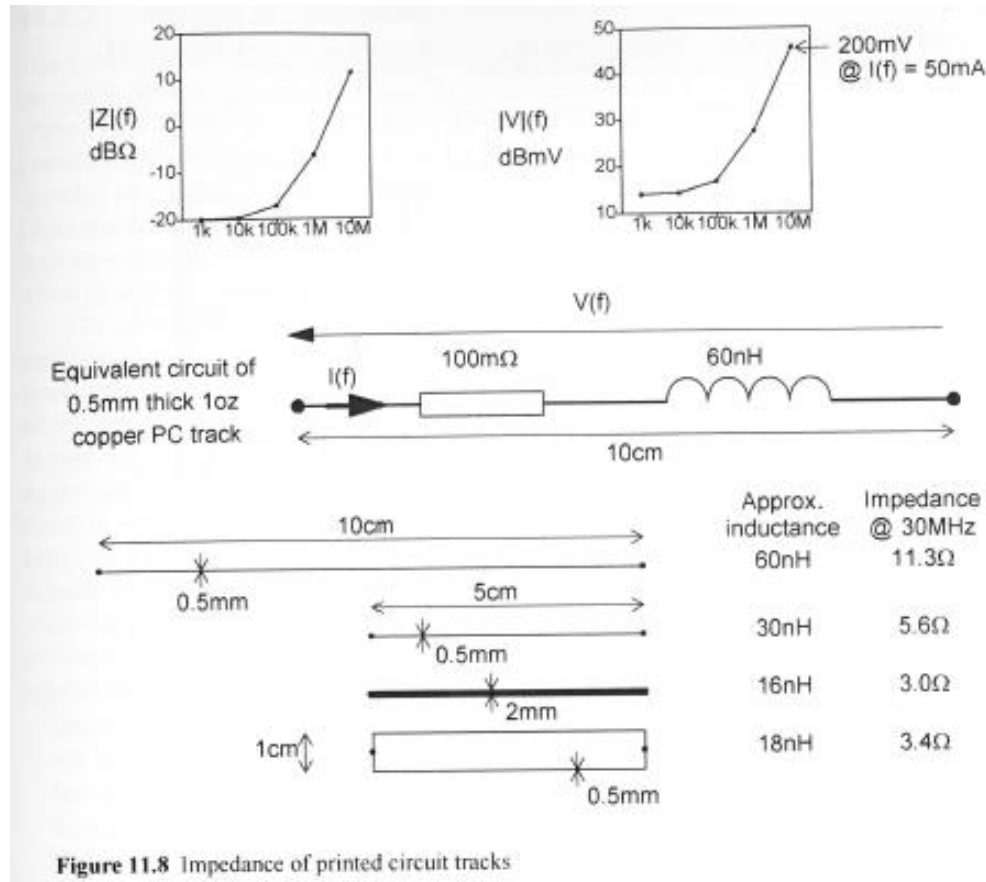 20
10
0
-10
-20
|Z|(f)
dBΩ
1k 10k 100k 1M 10M
50
40
30
20
10
|V|(f)
dBmV
1k 10k 100k 1M 10M
200mV
@ I(f) = 50mA
V(f)
Equivalent circuit of
0.5mm thick 1oz
copper PC track
I(f)
100mΩ
60nH
10cm
Approx. Impedance
inductance @ 30MHz
10cm
60nH 11.3Ω
0.5mm
5cm
30nH 5.6Ω
0.5mm
16nH 3.0Ω
2mm
1cm
18nH 3.4Ω
0.5mm
Figure 11.8 Impedance of printed circuit tracks